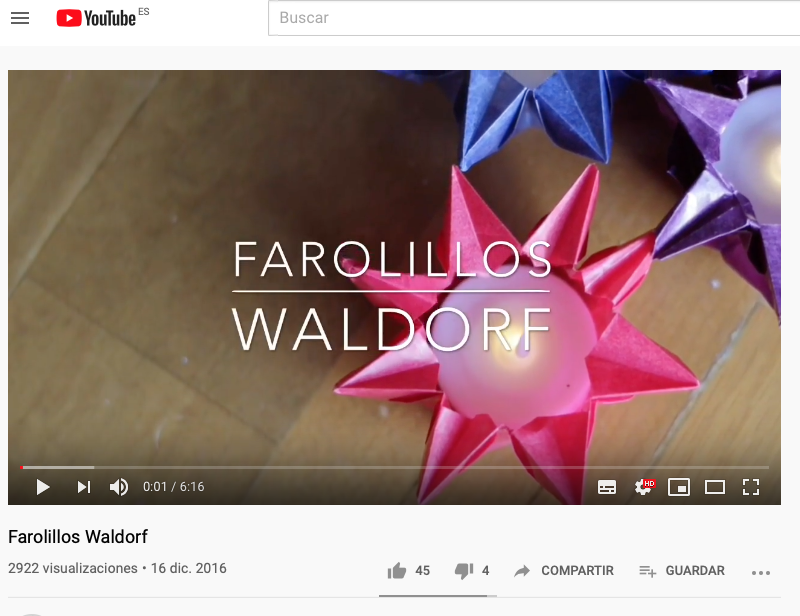 YouTube ES
Buscar
FAROLILLOS
WALDORF
0:01 / 6:16
HD
Farolillos Waldorf
2922 visualizaciones • 16 dic. 2016
45
4
COMPARTIR
GUARDAR